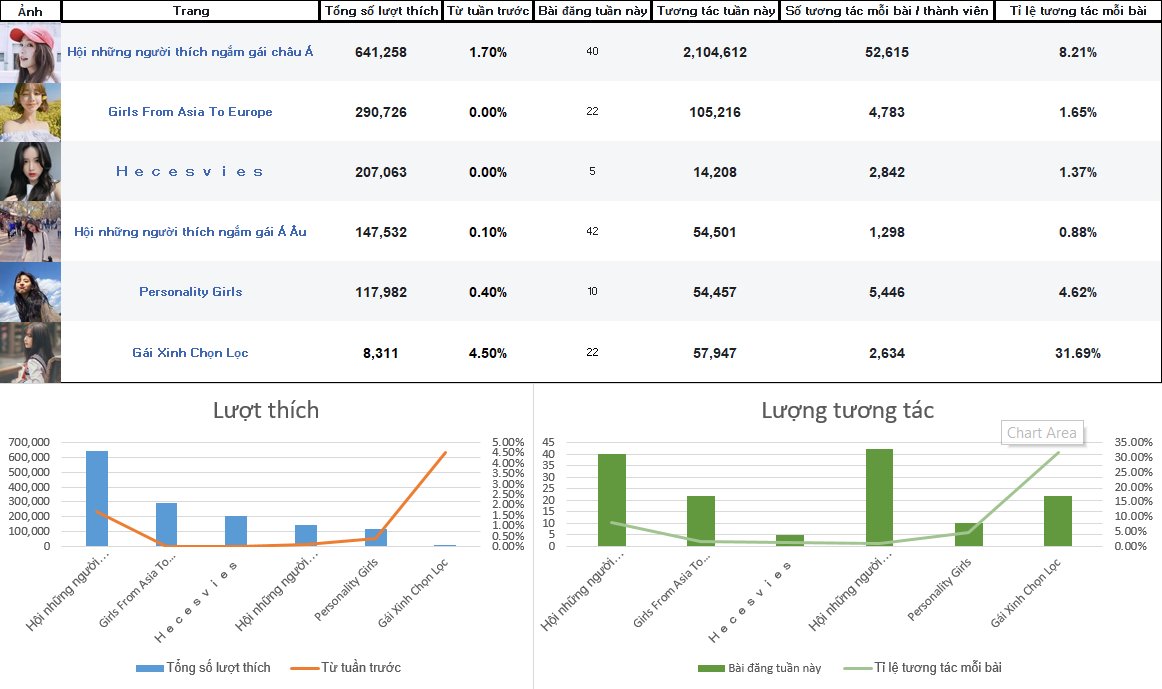 Ảnh Trang Tổng số lượt thích Từ tuần trước Bài đăng tuần này Tương tác tuần này Số tương tác mỗi bài / thành viên Tỉ lệ tương tác mỗi bài
Hội những người thích ngắm gái châu Á 641,258 1.70% 40 2,104,612 52,615 8.21%
Girls From Asia To Europe 290,726 0.00% 22 105,216 4,783 1.65%
H e c e s v i e s 207,063 0.00% 5 14,208 2,842 1.37%
Hội những người thích ngắm gái Á Âu 147,532 0.10% 42 54,501 1,298 0.88%
Personality Girls 117,982 0.40% 10 54,457 5,446 4.62%
Gái Xinh Chọn Lọc 8,311 4.50% 22 57,947 2,634 31.69%
Lượt thích
700,000
600,000
500,000
400,000
300,000
200,000
100,000
0
5.00%
4.50%
4.00%
3.50%
3.00%
2.50%
2.00%
1.50%
1.00%
0.50%
0.00%
Hội những người...
Girls From Asia To...
H e c e s v i e s
Hội những người...
Personality Girls
Gái Xinh Chọn Lọc
Tổng số lượt thích Từ tuần trước
Lượng tương tác
Chart Area
45
40
35
30
25
20
15
10
5
0
35.00%
30.00%
25.00%
20.00%
15.00%
10.00%
5.00%
0.00%
Hội những người...
Girls From Asia To...
H e c e s v i e s
Hội những người...
Personality Girls
Gái Xinh Chọn Lọc
Bài đăng tuần này Tỉ lệ tương tác mỗi bài